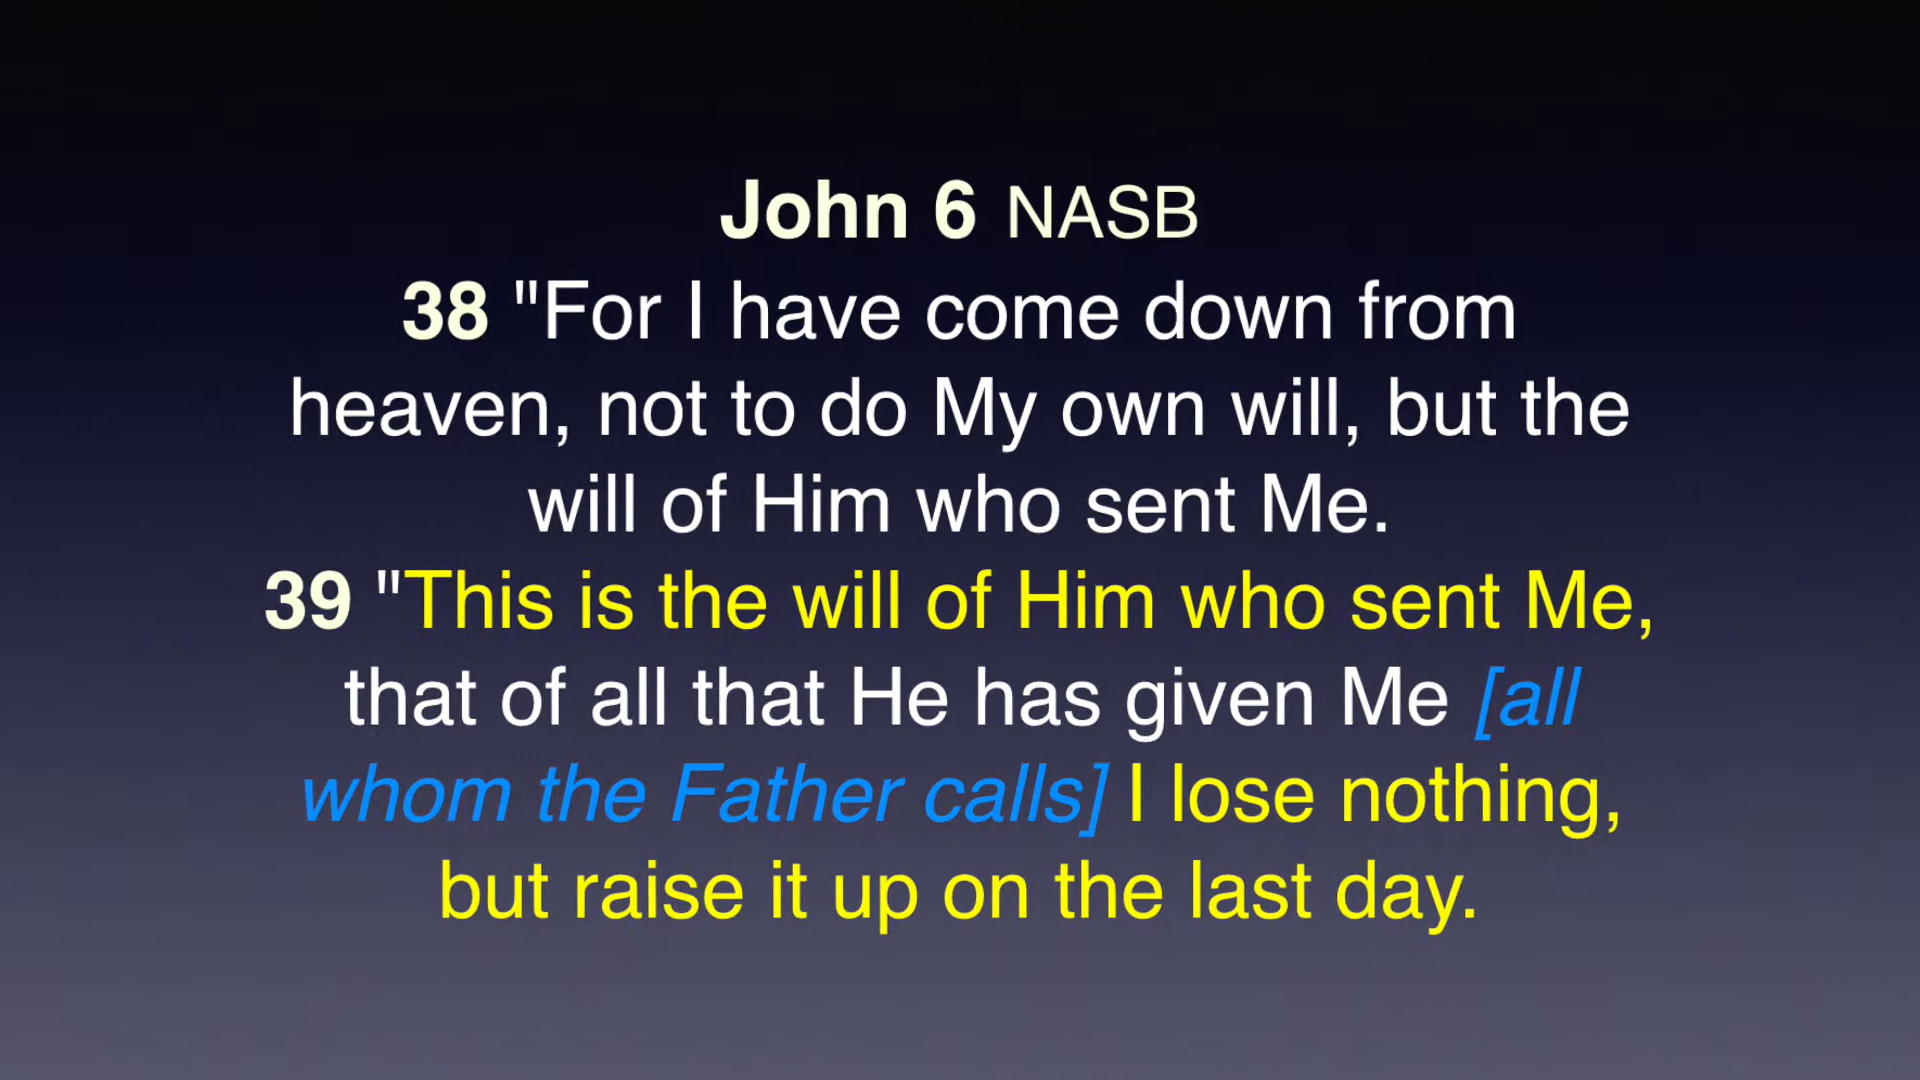 John 6 NASB
38 "For I have come down from
heaven, not to do My own will, but the
will of Him who sent Me.
39 "This is the will of Him who sent Me,
that of all that He has given Me [all
whom the Father calls] I lose nothing,
but raise it up on the last day.